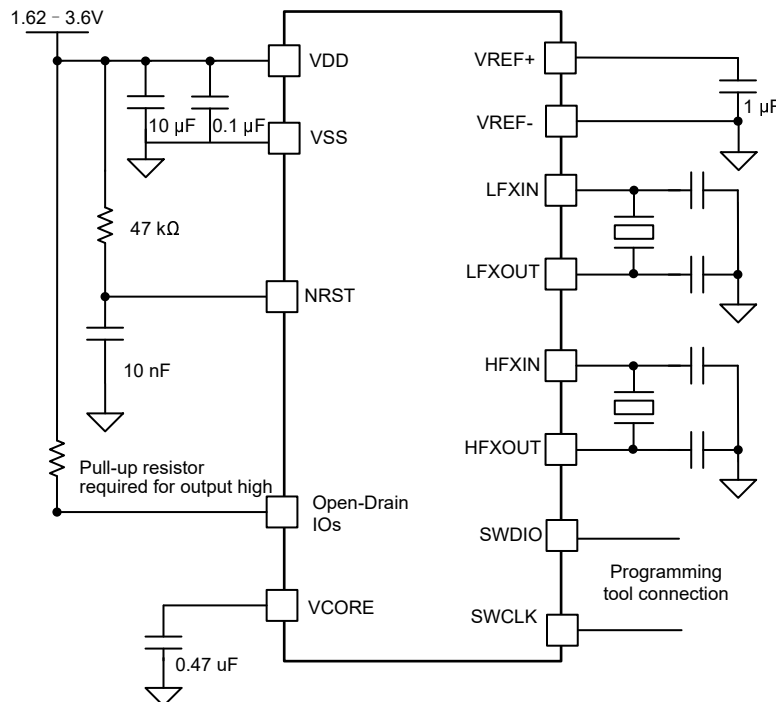 1.62 - 3.6V
VDD
10 µF
0.1 µF
VSS
47 kΩ
NRST
10 nF
Pull-up resistor
required for output high
Open-Drain
IOs
VCORE
0.47 uF
VREF+
1 µF
VREF-
LFXIN
LFXOUT
HFXIN
HFXOUT
SWDIO
Programming
tool connection
SWCLK